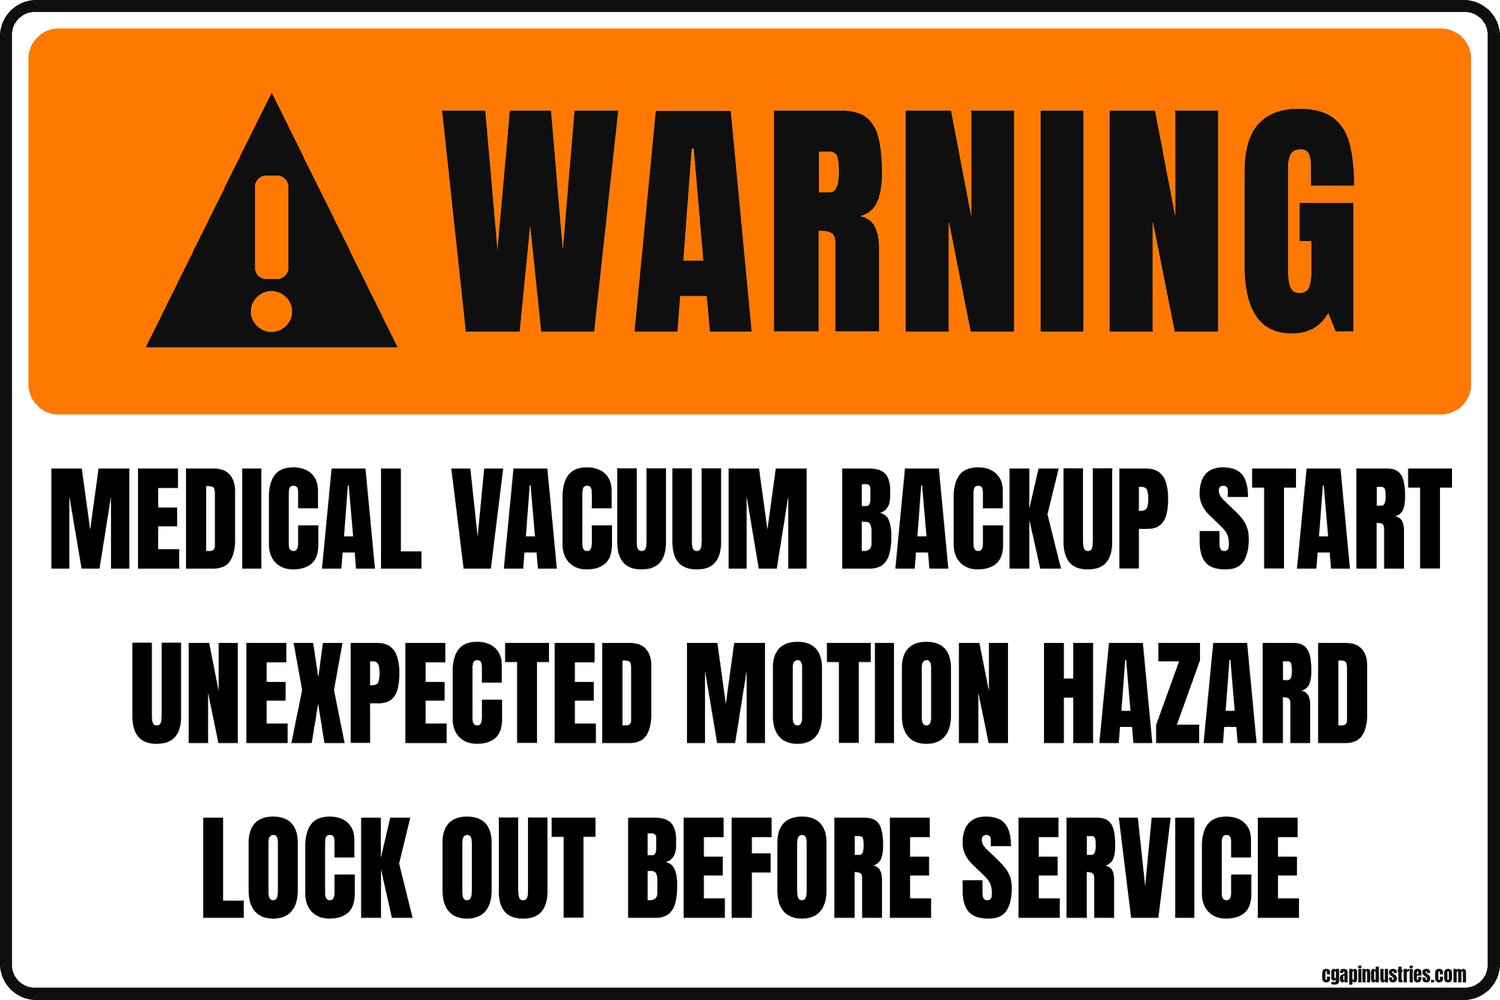 WARNING
MEDICAL VACUUM BACKUP START
UNEXPECTED MOTION HAZARD
LOCK OUT BEFORE SERVICE
cgapindustries.com